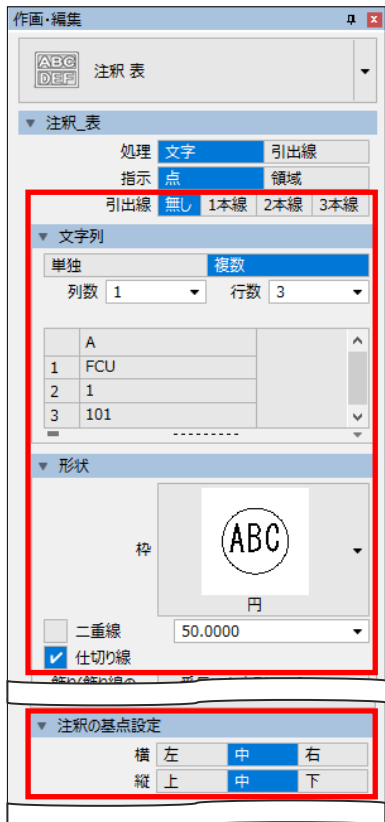 作画・編集
ABC
DEF
注釈 表
注釈_表
処理 文字 引出線
指示 点 領域
引出線 無し 1本線 2本線 3本線
文字列
単独 複数
列数 1 行数 3
A
1 FCU
2 1
3 101
形状
枠
ABC
円
二重線 50.0000
仕切り線
注釈の基点設定
横 左 中 右
縦 上 中 下